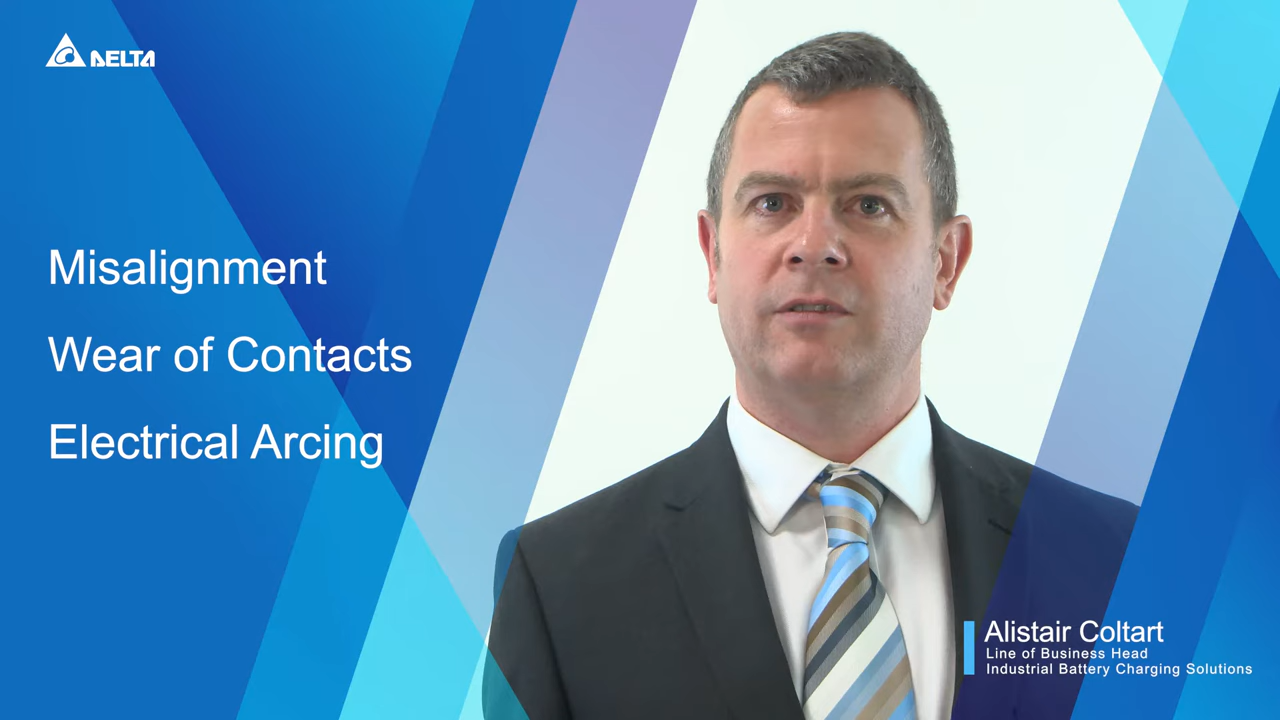 DELTA
Misalignment
Wear of Contacts
Electrical Arcing
Alistair Coltart
Line of Business Head
Industrial Battery Charging Solutions